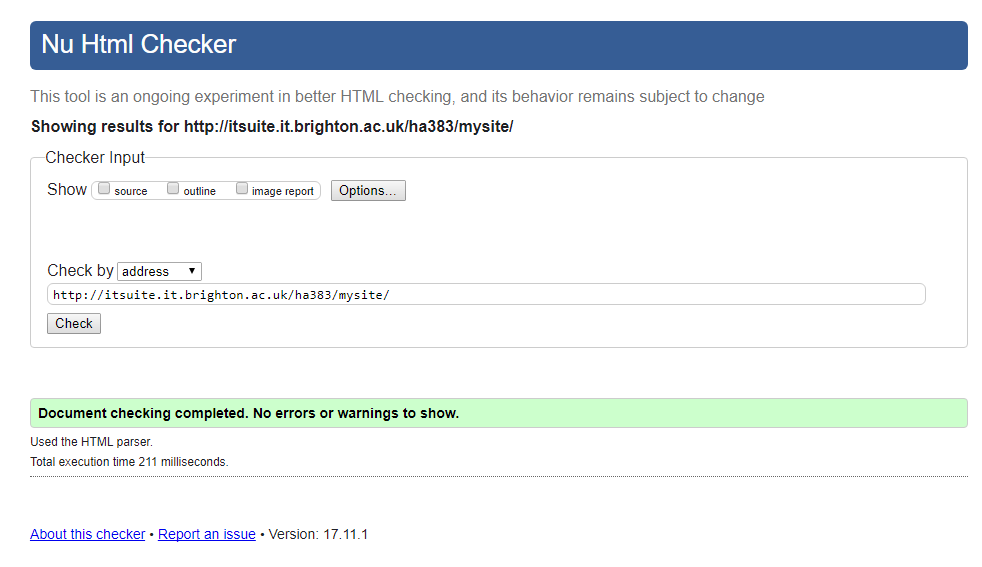 Nu Html Checker
This tool is an ongoing experiment in better HTML checking, and its behavior remains subject to change
Showing results for http://itsuite.it.brighton.ac.uk/ha383/mysite/
Checker Input
Show source outline image report Options...
Check by address
http://itsuite.it.brighton.ac.uk/ha383/mysite/
Check
Document checking completed. No errors or warnings to show.
Used the HTML parser.
Total execution time 211 milliseconds.
About this checker • Report an issue • Version: 17.11.1